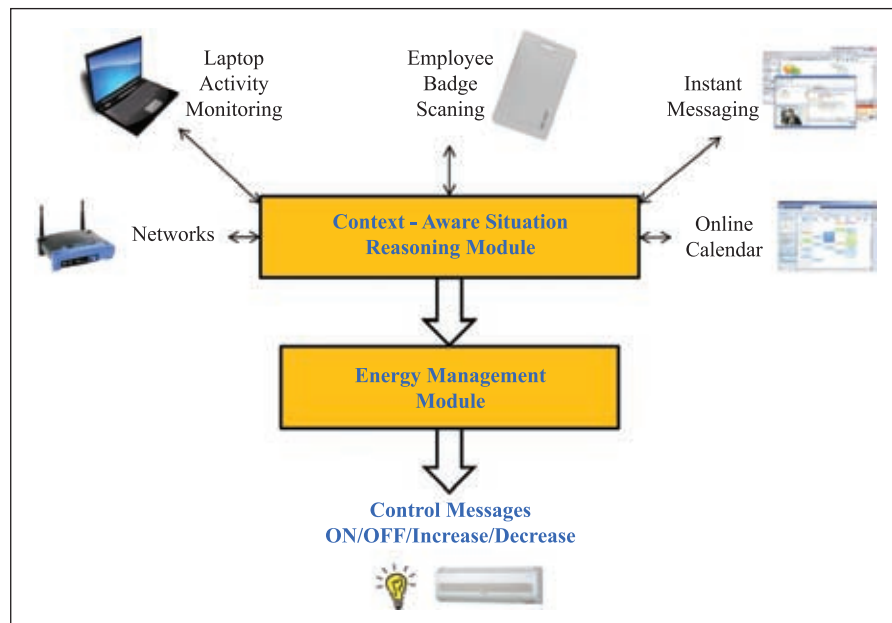 Laptop
Activity
Monitoring
Employee
Badge
Scaning
Instant
Messaging
Networks
Context - Aware Situation
Reasoning Module
Online
Calendar
Energy Management
Module
Control Messages
ON/OFF/Increase/Decrease